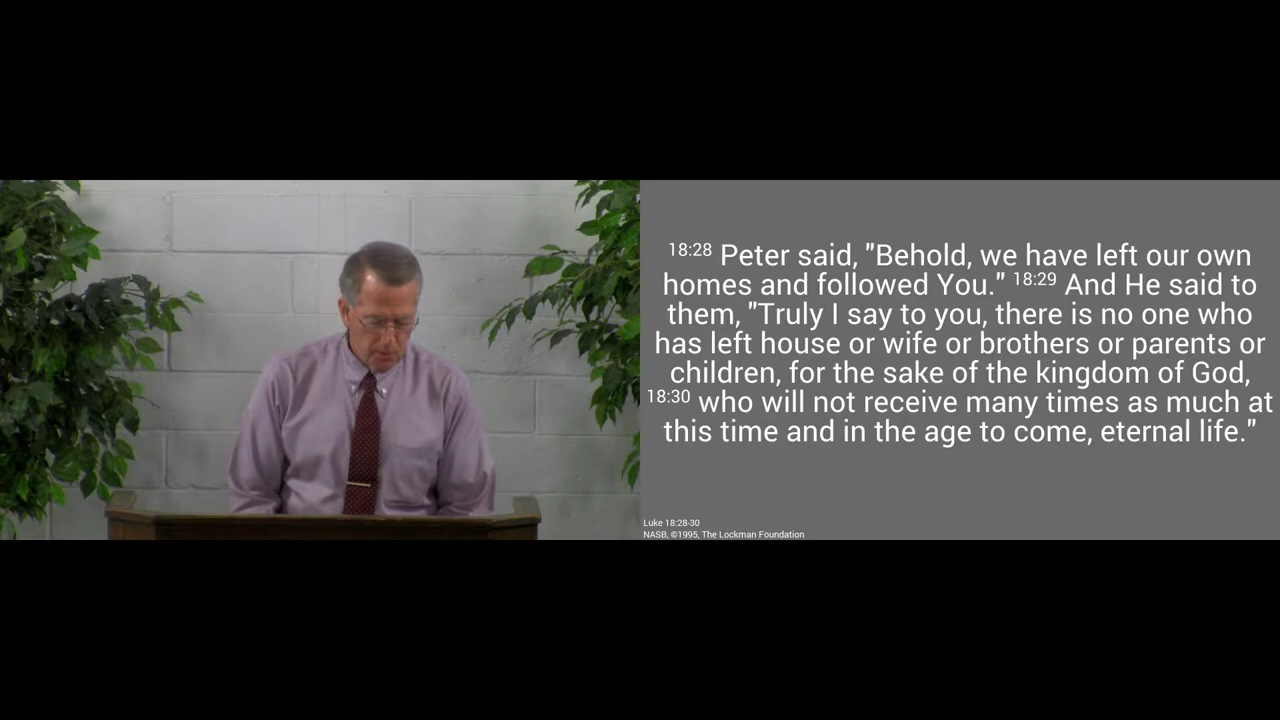 18:28 Peter said, "Behold, we have left our own
homes and followed You." 18:29 And He said to
them, "Truly I say to you, there is no one who
has left house or wife or brothers or parents or
children, for the sake of the kingdom of God,
18:30 who will not receive many times as much at
this time and in the age to come, eternal life."
Luke 18:28-30
NASB, ©1995, The Lockman Foundation